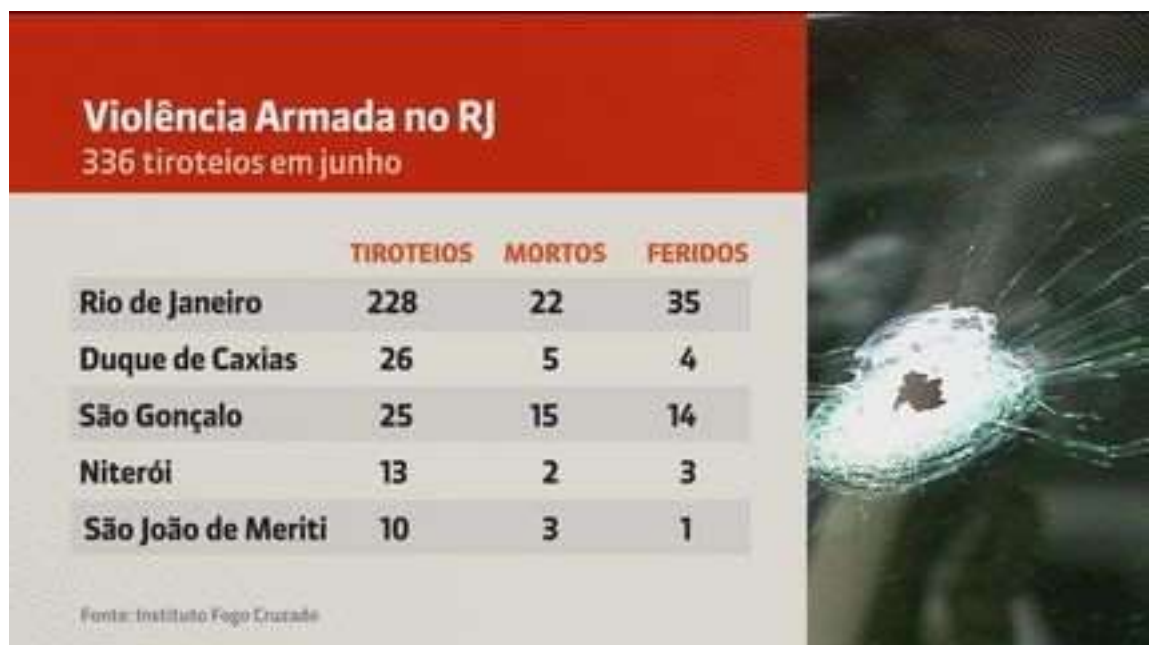 Violência Armada no RJ
336 tiroteios em junho
TIROTEIOS MORTOS FERIDOS
Rio de Janeiro 228 22 35
Duque de Caxias 26 5 4
São Gonçalo 25 15 14
Niterói 13 2 3
São João de Meriti 10 3 1
Fonte: Instituto Fogo Cruzado